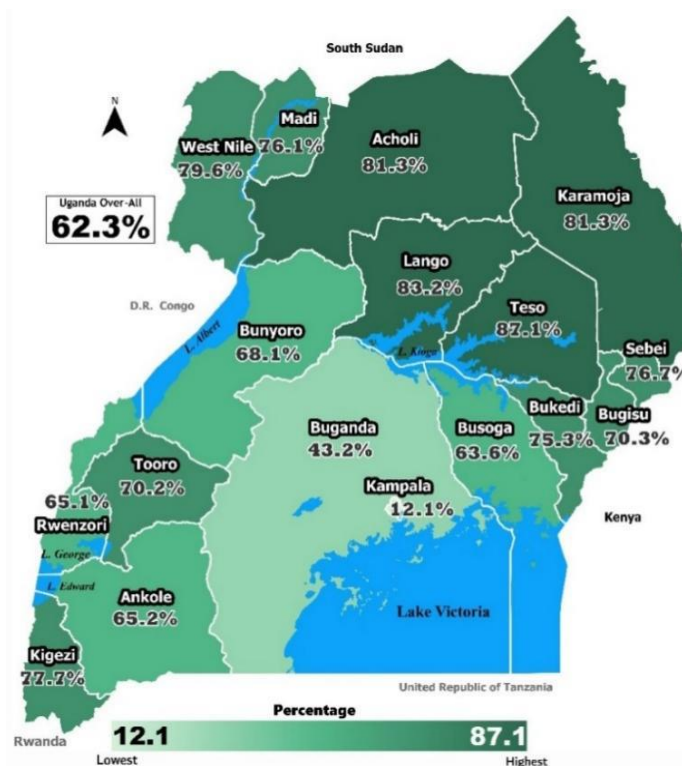 South Sudan
N
Madi
76.1%
West Nile
79.6%
Acholi
81.3%
Karamoja
81.3%
Uganda Over-All
62.3%
Lango
83.2%
Teso
87.1%
D.R. Congo
L. Albert
Bunyoro
68.1%
L. Kioga
Sebei
76.7%
Bukedi
75.3%
Bugisu
70.3%
Buganda
43.2%
Busoga
63.6%
Tooro
70.2%
Kampala
12.1%
65.1%
Rwenzori
Kenya
L. George
L. Edward
Ankole
65.2%
Lake Victoria
Kigezi
77.7%
United Republic of Tanzania
Percentage
Rwanda
12.1
87.1
Lowest
Highest